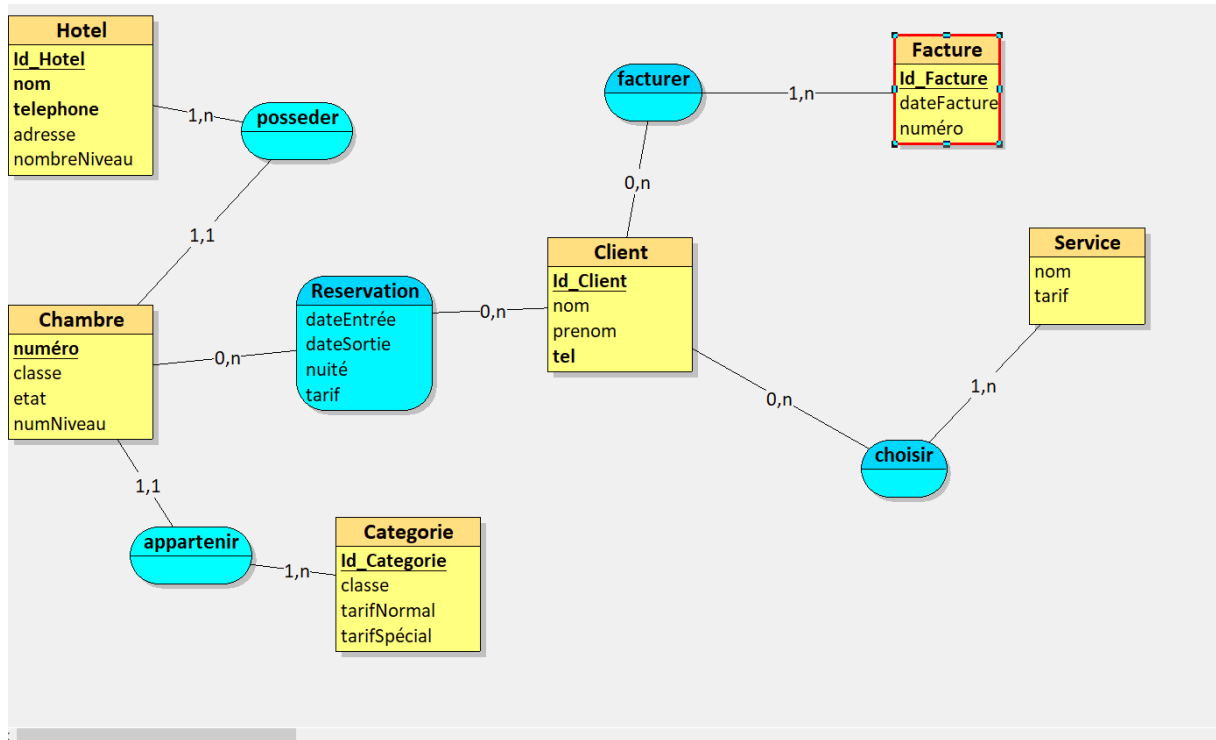 Hotel
Id_Hotel
nom
telephone
adresse
nombreNiveau
1,n
posseder
1,1
facturer
1,n
0,n
Facture
Id_Facture
dateFacture
numéro
Client
Id_Client
nom
prenom
tel
Service
nom
tarif
Reservation
dateEntrée
dateSortie
nuité
tarif
0,n
0,n
Chambre
numéro
classe
etat
numNiveau
0,n
1,n
choisir
1,1
appartenir
1,n
Categorie
Id_Categorie
classe
tarifNormal
tarifSpécial